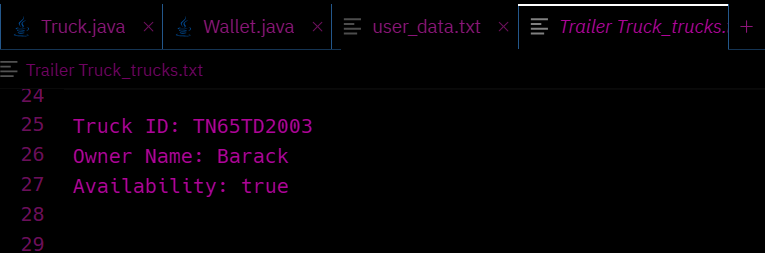 Truck.java
Wallet.java
user_data.txt
Trailer Truck_trucks.
Trailer Truck_trucks.txt
24
25 Truck ID: TN65TD2003
26 Owner Name: Barack
27 Availability: true
28
29